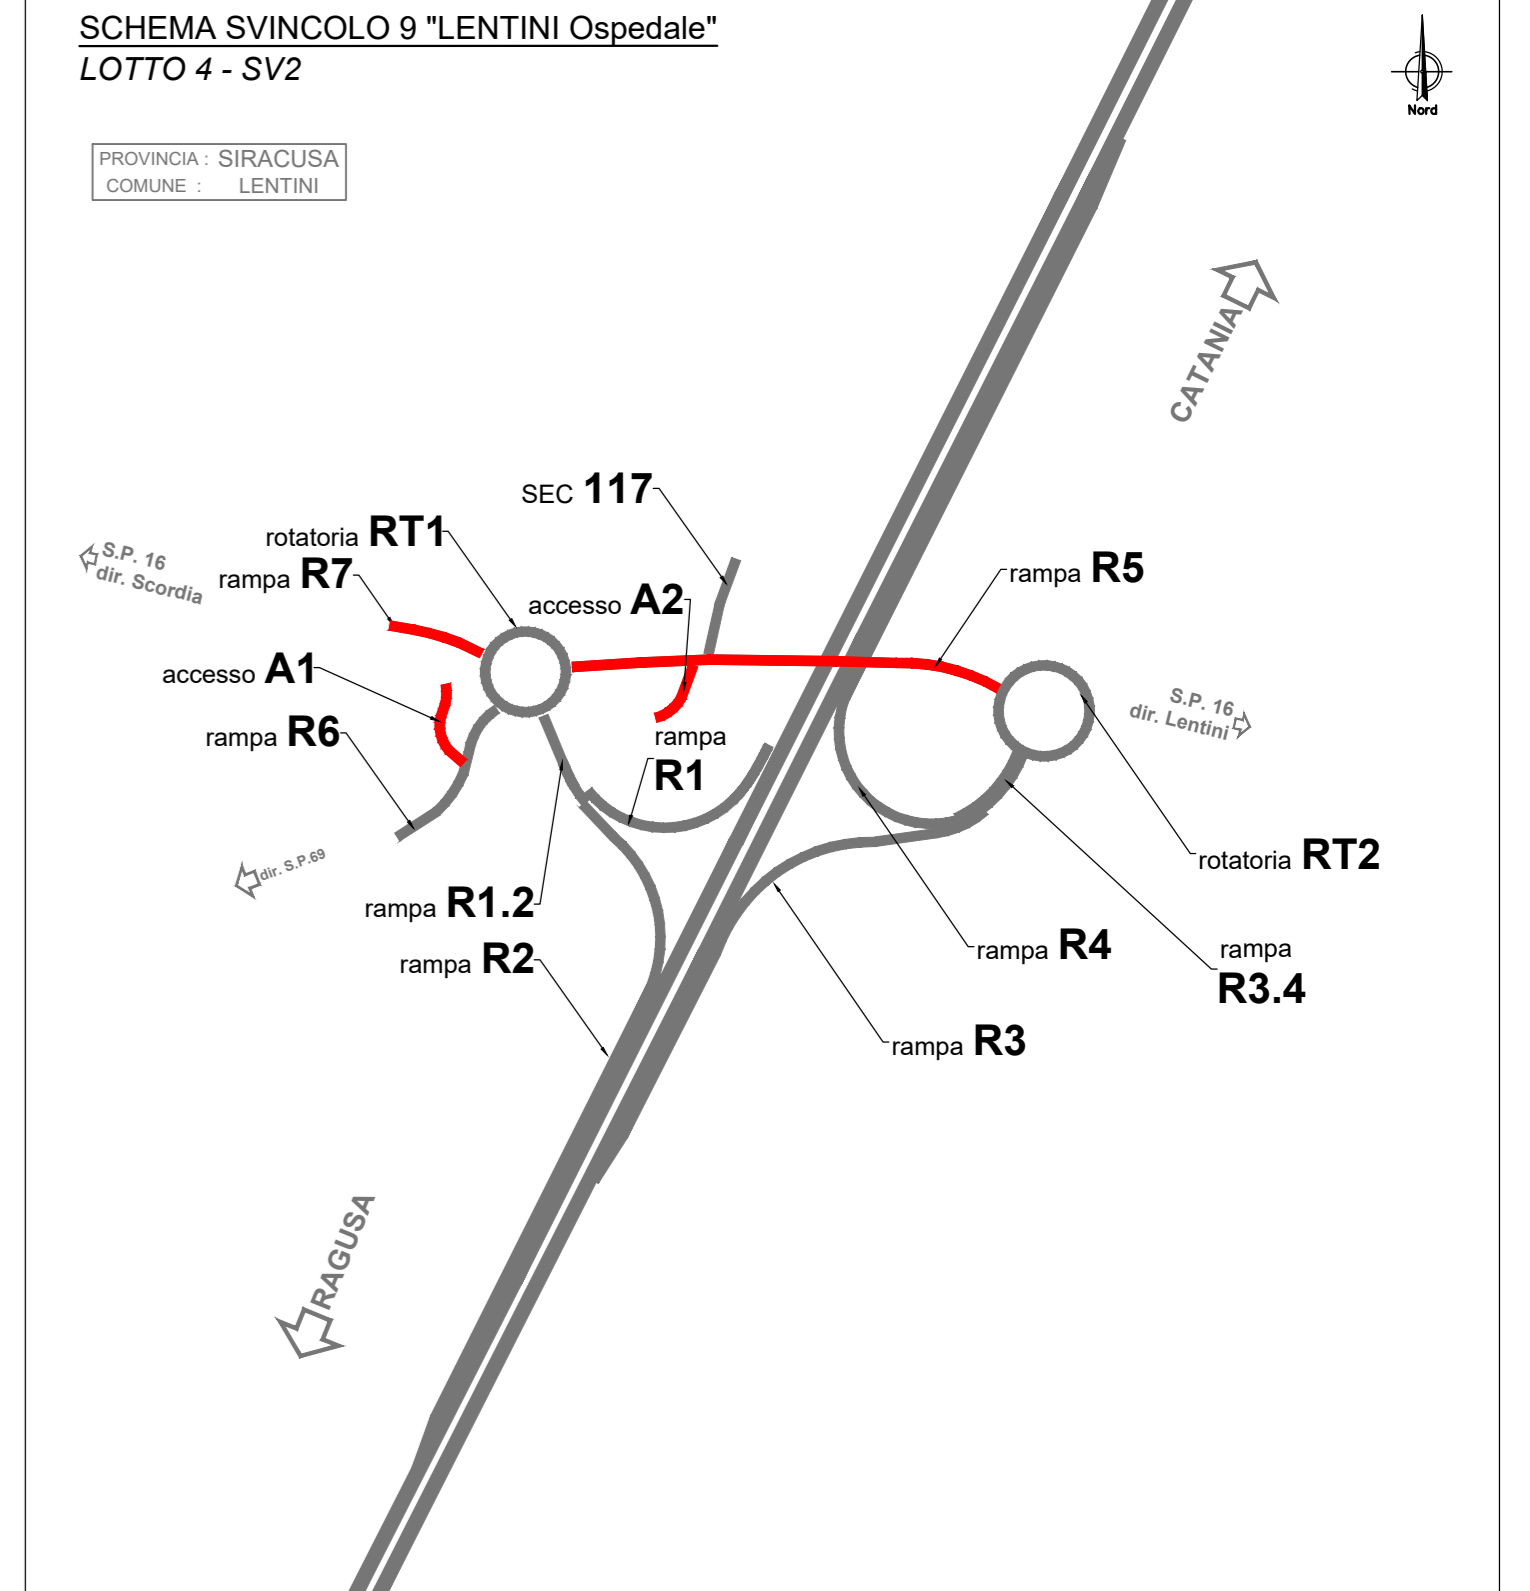 SCHEMA SVINCOLO 9 "LENTINI Ospedale"
LOTTO 4 - SV2
Nord
PROVINCIA : SIRACUSA
COMUNE : LENTINI
CATANIA
SEC 117
rotatoria RT1
S.P. 16
dir. Scordia
rampa R7
rampa R5
accesso A2
accesso A1
rampa R6
rampa
R1
S.P. 16
dir. Lentini
dir. S.P.69
rotatoria RT2
rampa R1.2
rampa R2
rampa R4
rampa
R3.4
rampa R3
RAGUSA